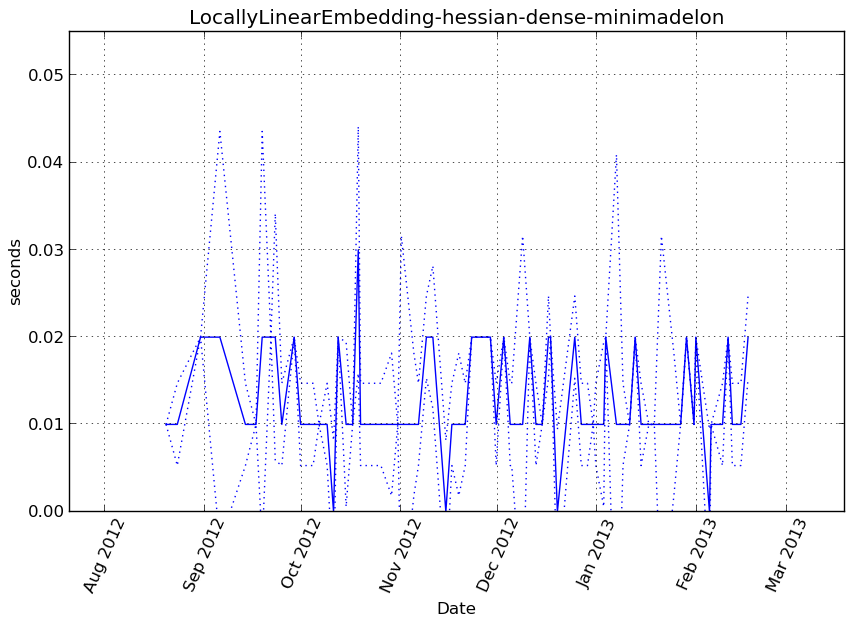 LocallyLinearEmbedding-hessian-dense-minimadelon
0.05
0.04
0.03
0.02
0.01
0.00
seconds
Aug 2012
Sep 2012
Oct 2012
Nov 2012
Dec 2012
Jan 2013
Feb 2013
Mar 2013
Date